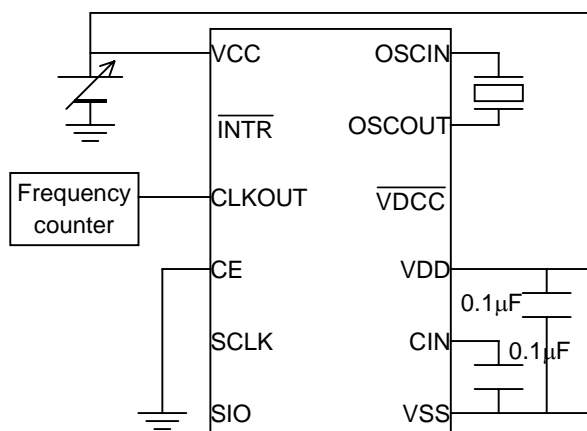 VCC
OSCIN
INTR
OSCOUT
Frequency
counter
CLKOUT
VDCC
CE
VDD
0.1μF
SCLK
CIN
0.1μF
SIO
VSS